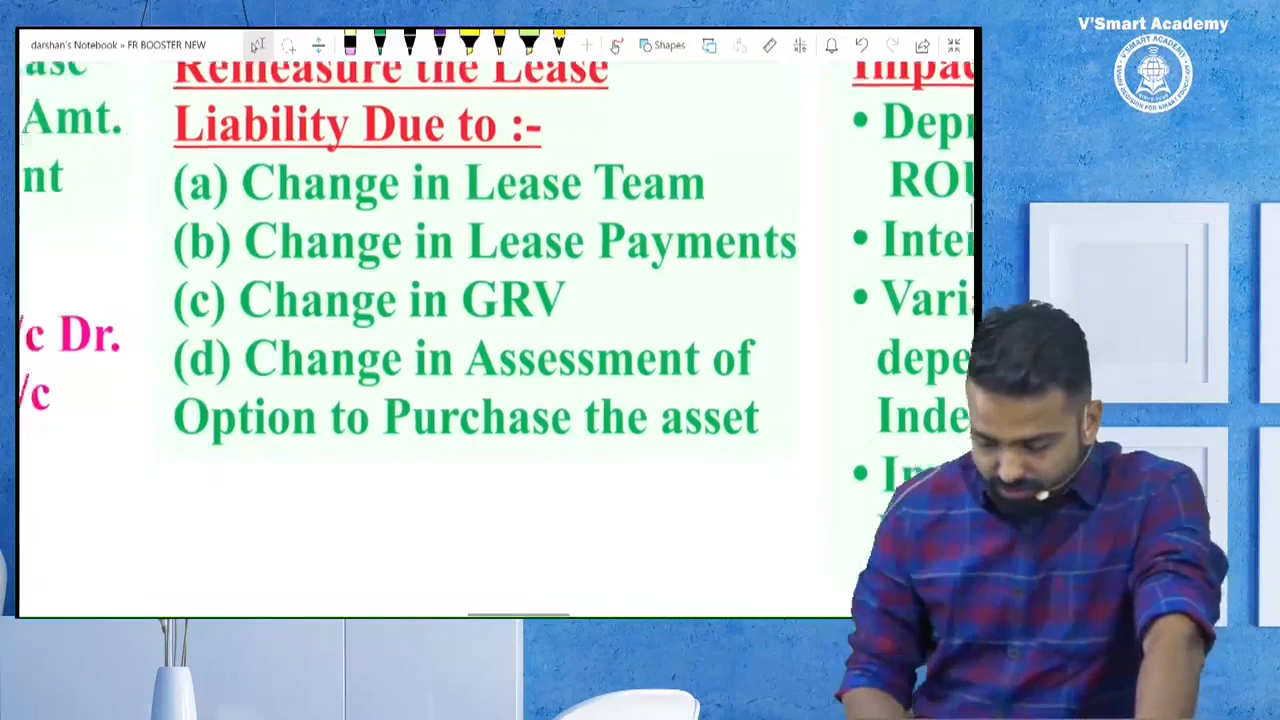 V'Smart Academy
darshan's Notebook » FR BOOSTER NEW
Shapes
Amt.
nt
/c Dr.
/c
Remeasure the Lease
Liability Due to :-
(a) Change in Lease Team
(b) Change in Lease Payments
(c) Change in GRV
(d) Change in Assessment of
Option to Purchase the asset
Impac
• Depr
ROU
• Inter
• Vari
depe
Inde